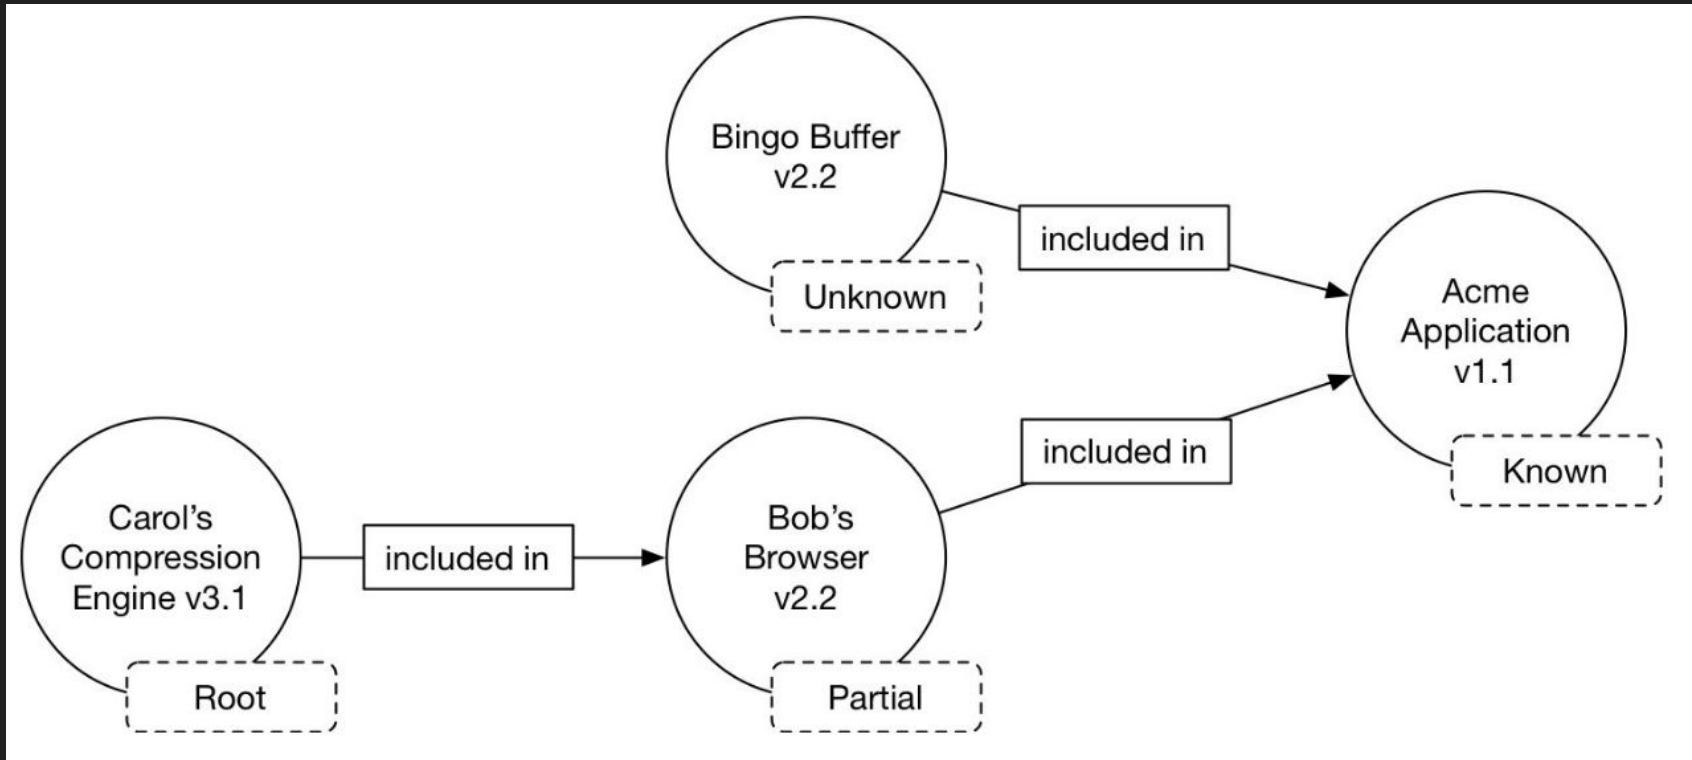 Bingo Buffer
v2.2
Unknown
included in
Acme
Application
v1.1
Known
included in
Carol’s
Compression
Engine v3.1
Root
included in
Bob’s
Browser
v2.2
Partial